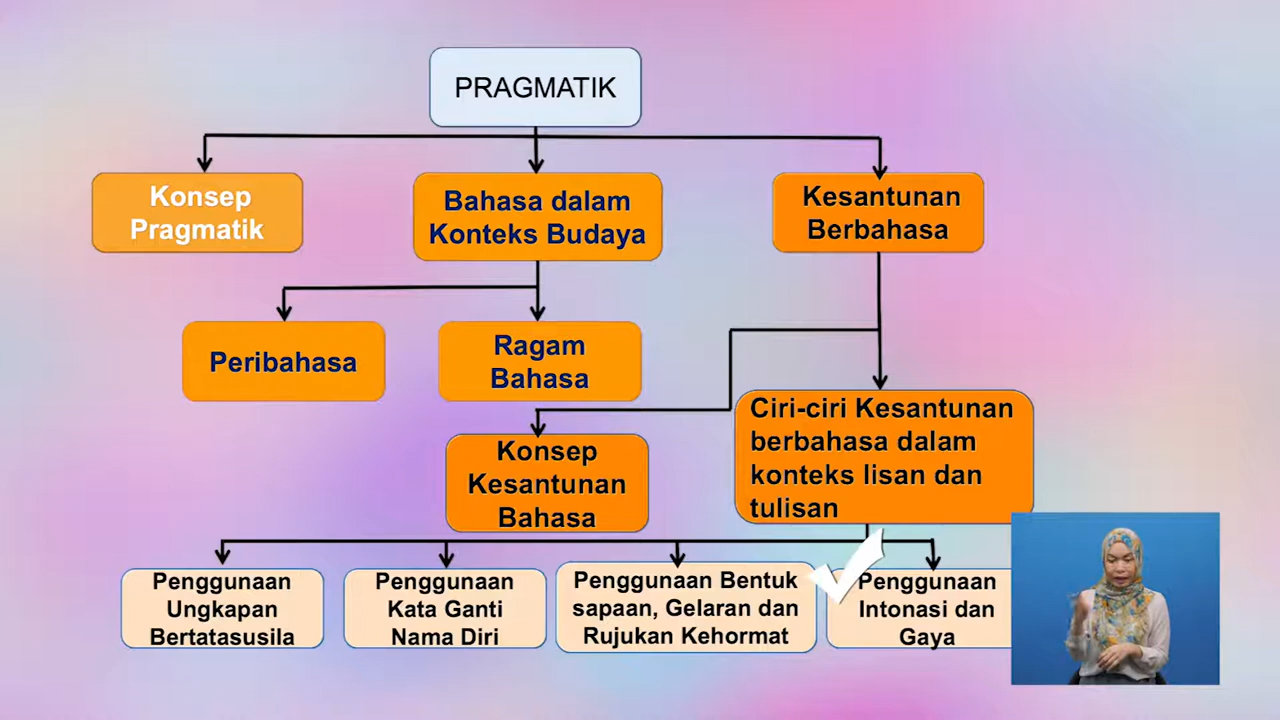 PRAGMATIK
Konsep
Pragmatik
Bahasa dalam
Konteks Budaya
Kesantunan
Berbahasa
Peribahasa
Ragam
Bahasa
Konsep
Kesantunan
Bahasa
Ciri-ciri Kesantunan
berbahasa dalam
konteks lisan dan
tulisan
Penggunaan
Ungkapan
Bertatasusila
Penggunaan
Kata Ganti
Nama Diri
Penggunaan Bentuk
sapaan, Gelaran dan
Rujukan Kehormat
Penggunaan
Intonasi dan
Gaya